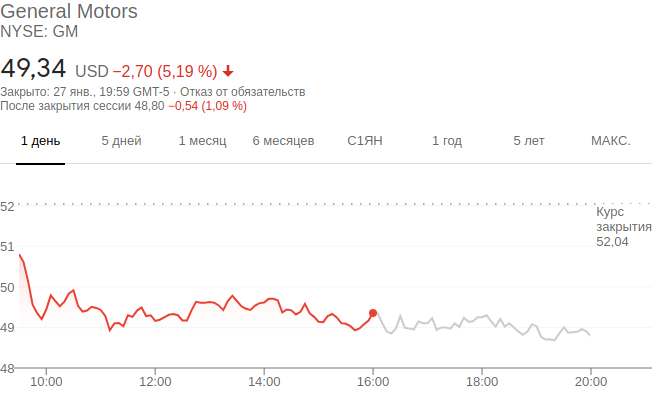 General Motors
NYSE: GM
49,34 USD −2,70 (5,19 %)
Закрыто: 27 янв., 19:59 GMT-5 · Отказ от обязательств
После закрытия сессии 48,80 −0,54 (1,09 %)
1 день 5 дней 1 месяц 6 месяцев С1ЯН 1 год 5 лет МАКС.
52
Курс
закрытия
52,04
51
50
49
48
10:00 12:00 14:00 16:00 18:00 20:00